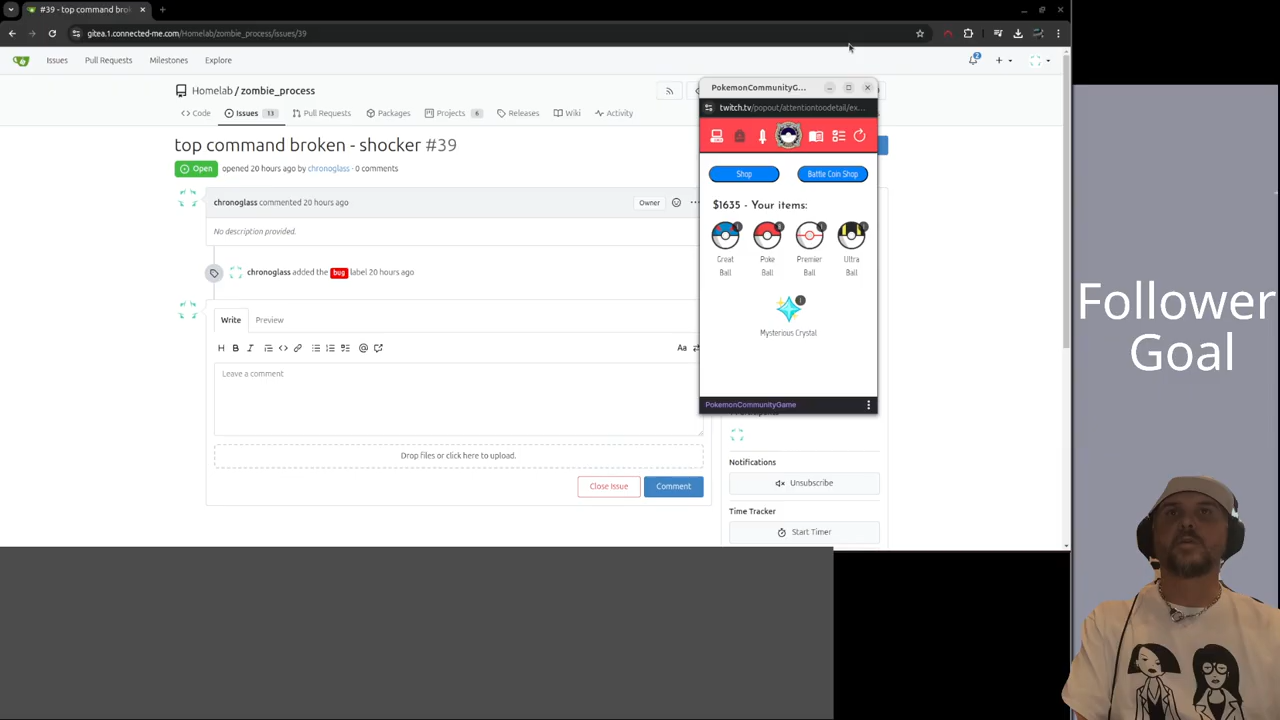 #39 - top command brok
gitea.1.connected-me.com/Homelab/zombie_process/issues/39
Issues
Pull Requests
Milestones
Explore
2
Homelab / zombie_process
Code
Issues 13
Pull Requests
Packages
Projects 6
Releases
Wiki
Activity
top command broken - shocker #39
Open
opened 20 hours ago by chronoglass · 0 comments
chronoglass commented 20 hours ago
Owner
No description provided.
chronoglass added the bug label 20 hours ago
Write
Preview
Leave a comment
Drop files or click here to upload.
Close Issue
Comment
Notifications
Unsubscribe
Time Tracker
Start Timer
PokemonCommunityG...
twitch.tv/popout/attentiontoodetail/ex...
Shop
Battle Coin Shop
$1635 - Your items:
Great Ball
Poke Ball
Premier Ball
Ultra Ball
Mysterious Crystal
PokemonCommunityGame
Follower
Goal